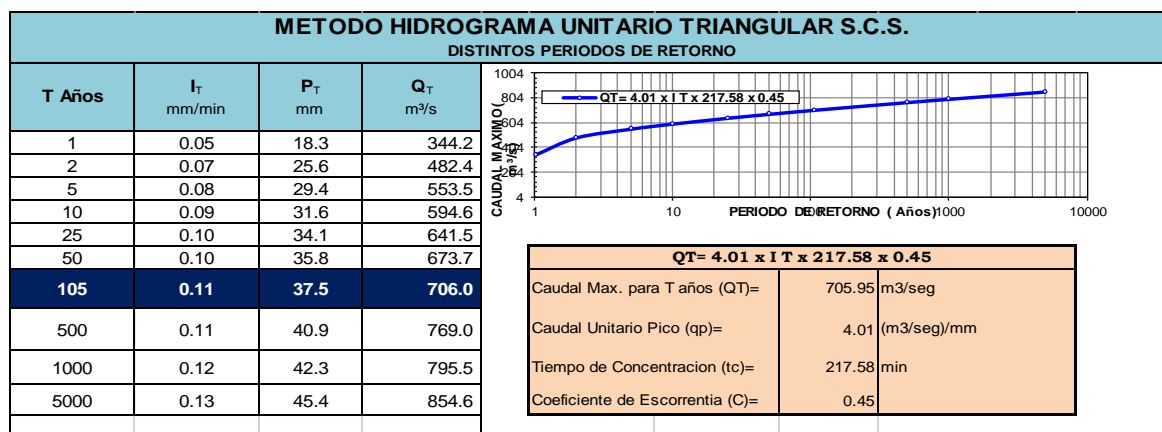 METODO HIDROGRAMA UNITARIO TRIANGULAR S.C.S.
DISTINTOS PERIODOS DE RETORNO
T Años IT PT QT
mm/min mm m³/s
1 0.05 18.3 344.2
2 0.07 25.6 482.4
5 0.08 29.4 553.5
10 0.09 31.6 594.6
25 0.10 34.1 641.5
50 0.10 35.8 673.7
105 0.11 37.5 706.0
500 0.11 40.9 769.0
1000 0.12 42.3 795.5
5000 0.13 45.4 854.6
CAUDAL MAXIMO( m³/s)
1004
804
604
404
204
4
QT= 4.01 x I T x 217.58 x 0.45
1 10 100 1000 10000
PERIODO DE RETORNO ( Años)
QT= 4.01 x I T x 217.58 x 0.45
Caudal Max. para T años (QT)= 705.95 m3/seg
Caudal Unitario Pico (qp)= 4.01 (m3/seg)/mm
Tiempo de Concentracion (tc)= 217.58 min
Coeficiente de Escorrentia (C)= 0.45